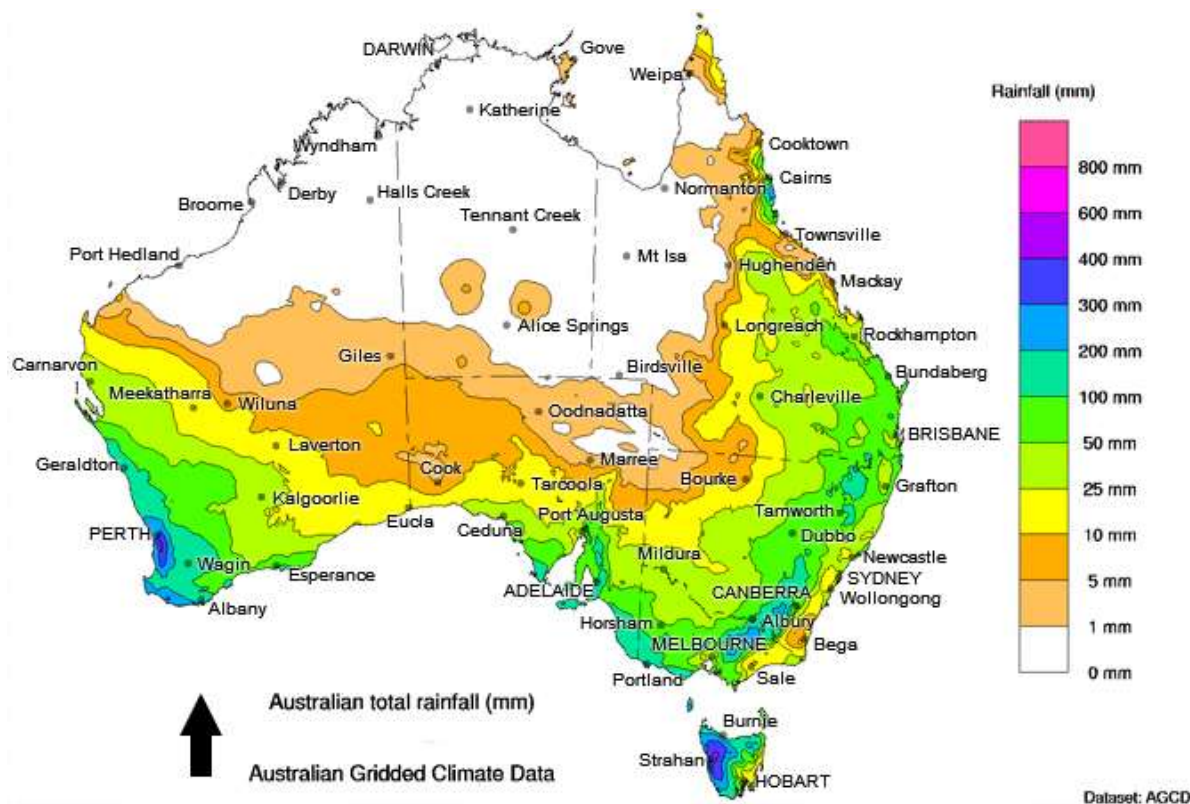 DARWIN
Gove
Weipa
Katherine
Rainfall (mm)
Wyndham
Cooktown
800 mm
Cairns
Broome
Derby
Halls Creek
Normanton
600 mm
Tennant Creek
Townsville
400 mm
Port Hedland
Mt Isa
Hughenden
Mackay
300 mm
Alice Springs
Longreach
Rockhampton
200 mm
Carnarvon
Giles
Birdsville
Bundaberg
Meekatharra
Wiluna
Oodnadatta
Charleville
100 mm
BRISBANE
Laverton
50 mm
Geraldton
Cook
Marree
Bourke
Grafton
25 mm
Kalgoorlie
Tarcoola
Eucla
Ceduna
Port Augusta
Tamworth
PERTH
Dubbo
10 mm
Wagin
Esperance
Mildura
Newcastle
ADELAIDE
CANBERRA
SYDNEY
5 mm
Albany
Wollongong
Horsham
Albury
1 mm
MELBOURNE
Bega
Portland
Sale
0 mm
Australian total rainfall (mm)
Burnie
Strahan
Australian Gridded Climate Data
HOBART
Dataset: AGCD